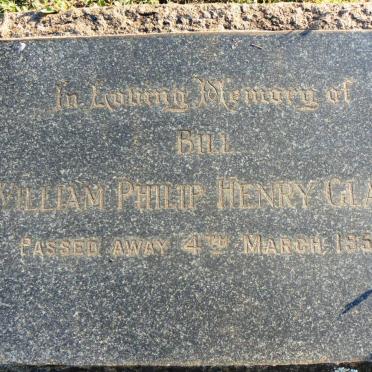 In Loving Memory of
BILL
WILLIAM PHILIP HENRY
PASSED AWAY 4TH MARCH